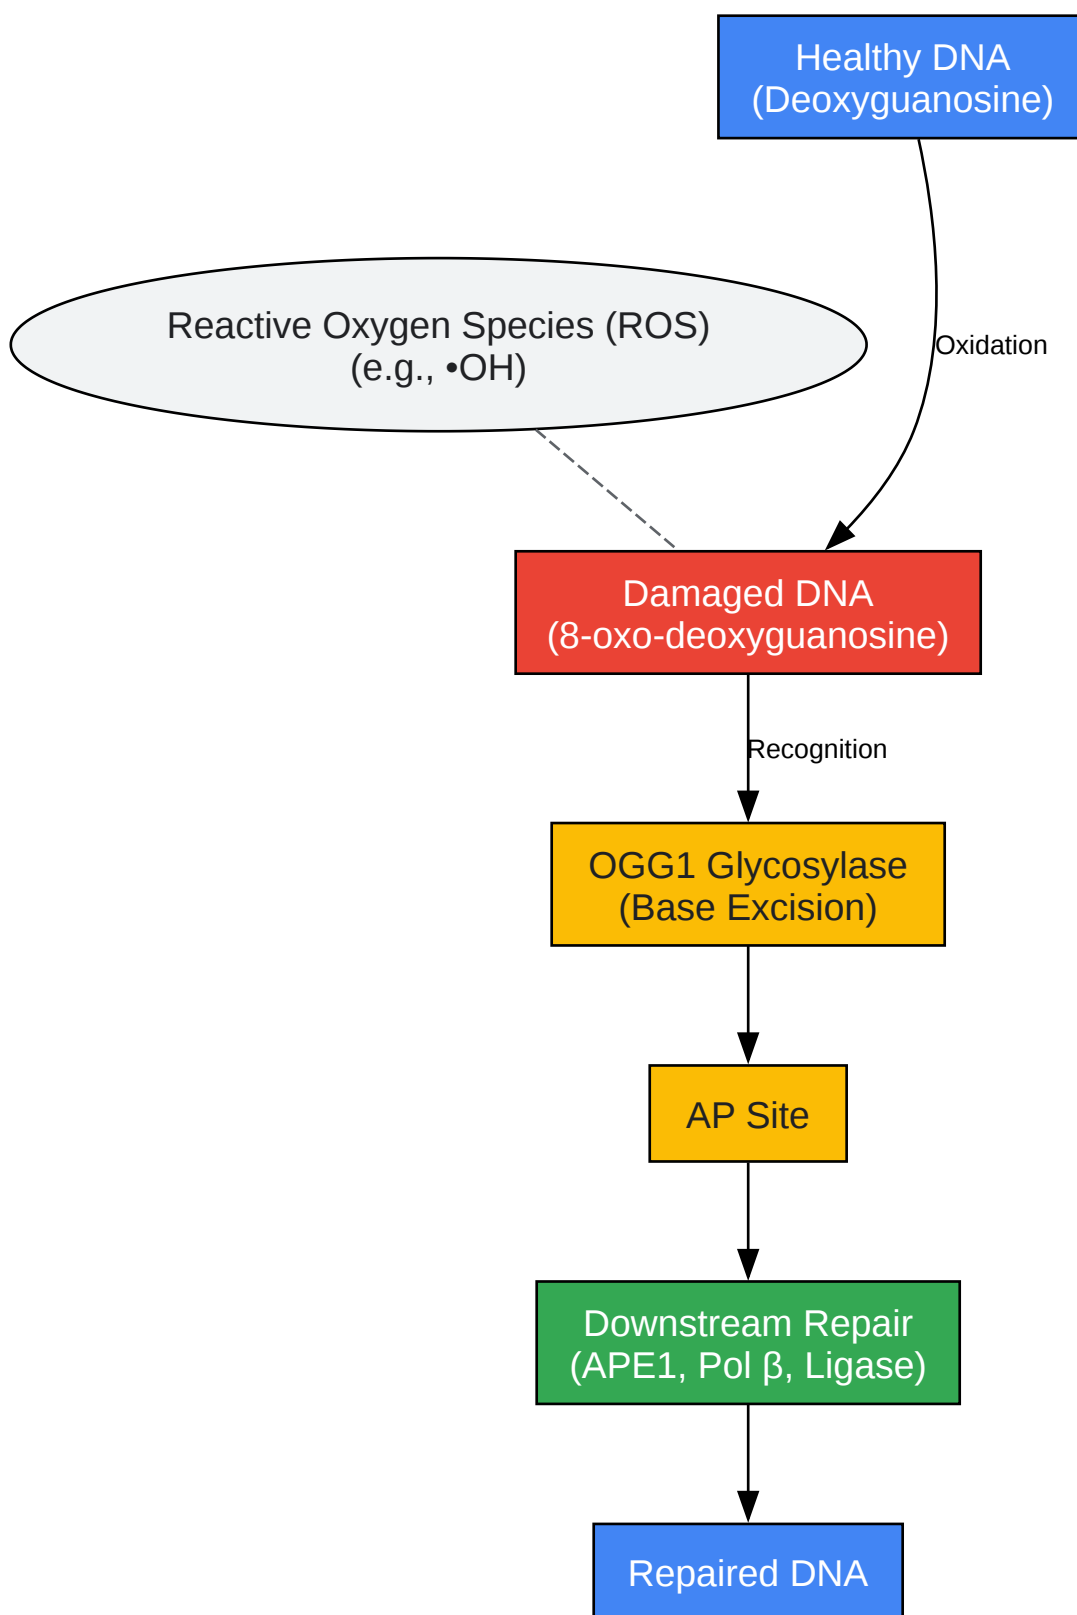 Healthy DNA
(Deoxyguanosine)
Reactive Oxygen Species (ROS)
(e.g., •OH)
Oxidation
Damaged DNA
(8-oxo-deoxyguanosine)
Recognition
OGG1 Glycosylase
(Base Excision)
AP Site
Downstream Repair
(APE1, Pol β, Ligase)
Repaired DNA